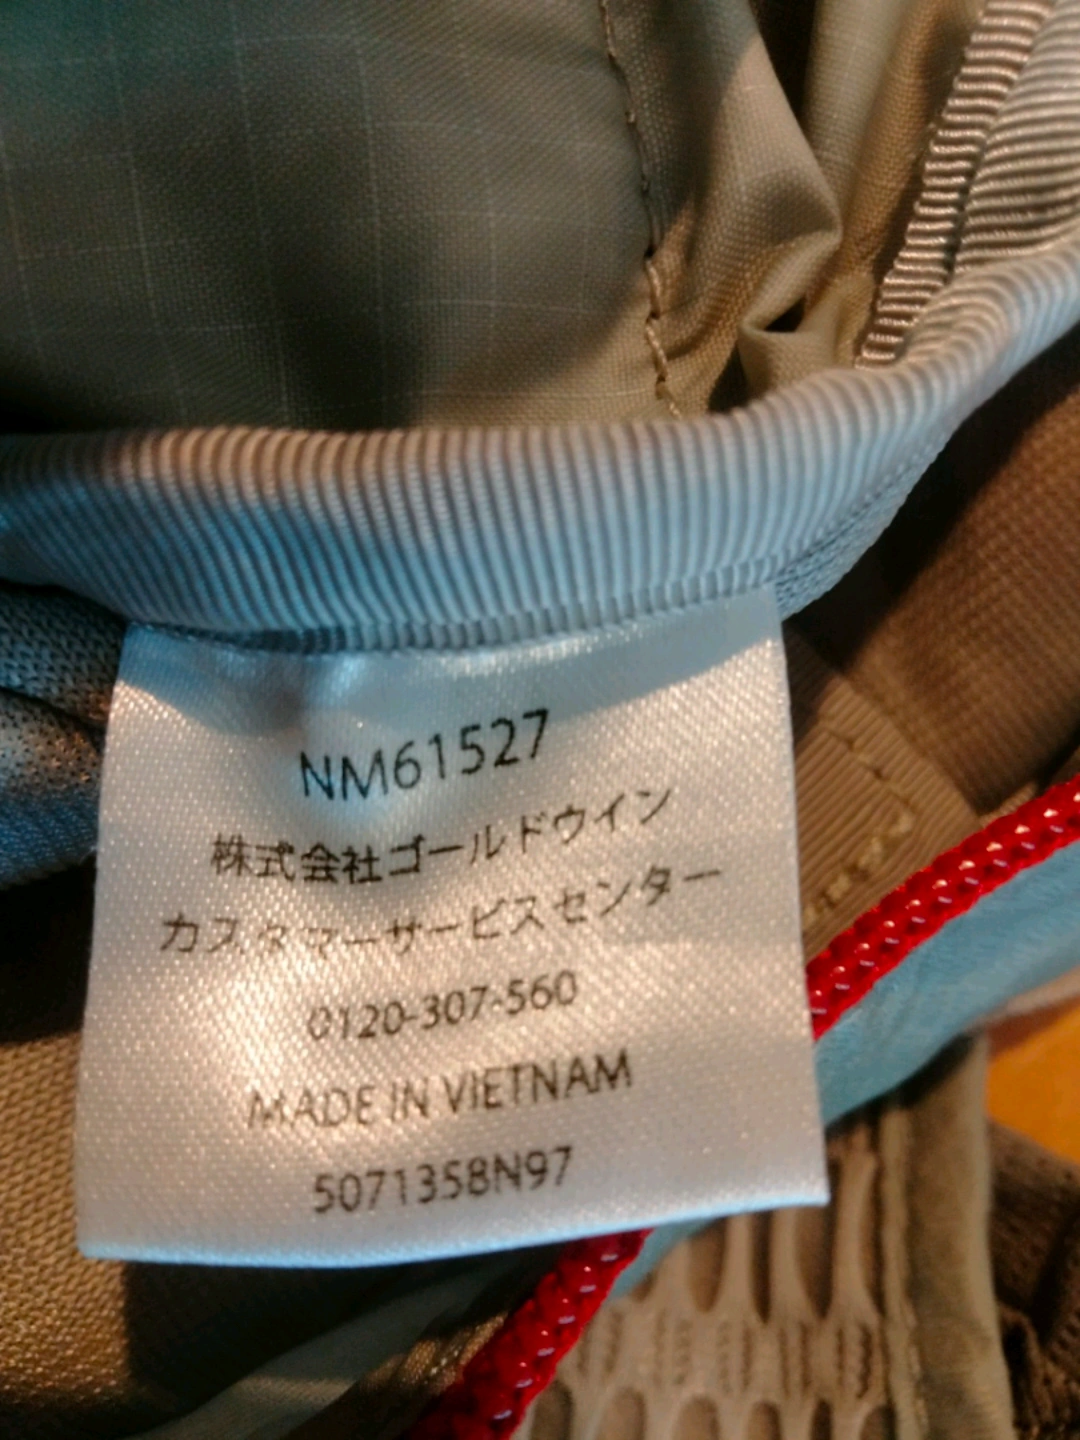 NM61527
株式会社ゴールドウイン
カスタマーサービスセンター
0120-307-560
MADE IN VIETNAM
5071358N97